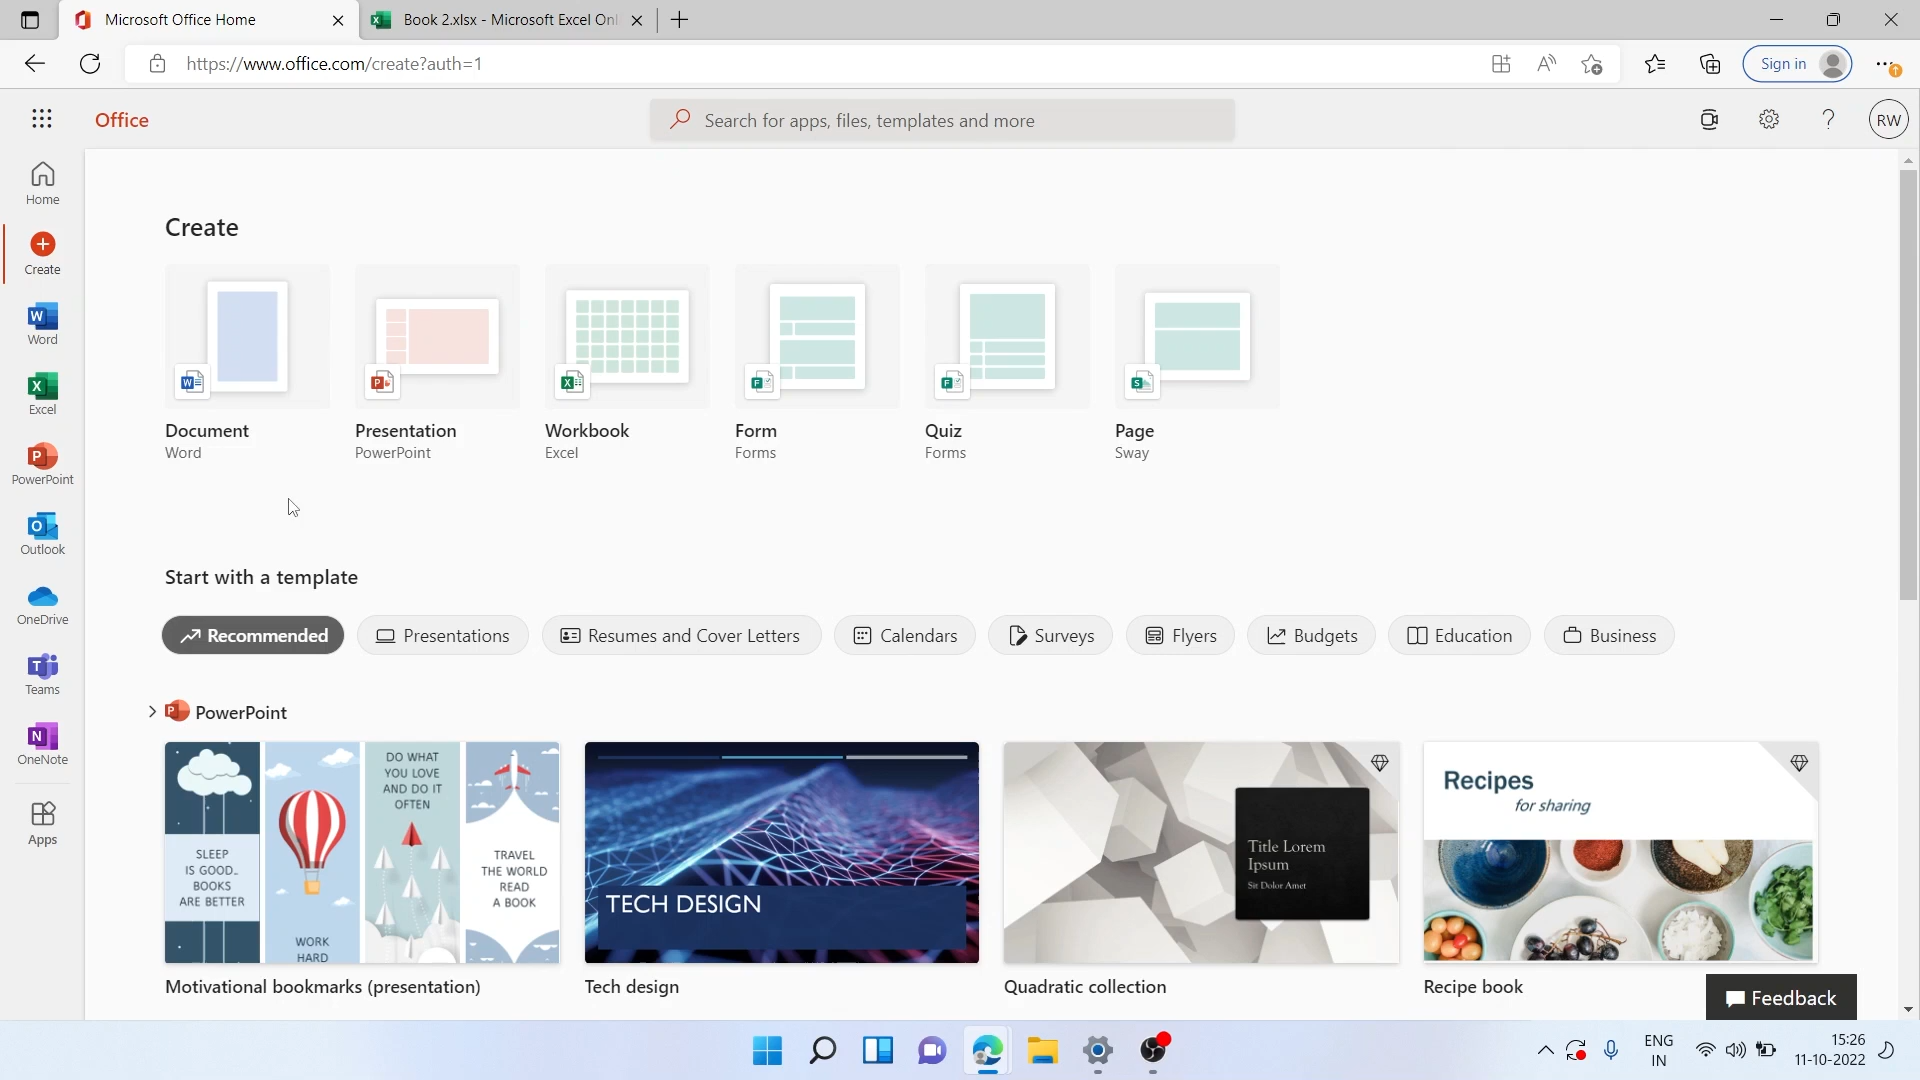 Microsoft Office Home
Book 2.xlsx - Microsoft Excel Onl
https://www.office.com/create?auth=1
Sign in
Office
Search for apps, files, templates and more
RW
Home
Create
Word
Excel
PowerPoint
Outlook
OneDrive
Teams
OneNote
Apps
Create
Document
Word
Presentation
PowerPoint
Workbook
Excel
Form
Forms
Quiz
Forms
Page
Sway
Start with a template
Recommended
Presentations
Resumes and Cover Letters
Calendars
Surveys
Flyers
Budgets
Education
Business
PowerPoint
SLEEP
IS GOOD..
BOOKS
ARE BETTER
WORK
HARD
DO WHAT
YOU LOVE
AND DO IT
OFTEN
TRAVEL
THE WORLD
READ
A BOOK
TECH DESIGN
Title Lorem
Ipsum
Sit Dolor Amet
Recipes
for sharing
Motivational bookmarks (presentation)
Tech design
Quadratic collection
Recipe book
Feedback
ENG
IN
15:26
11-10-2022